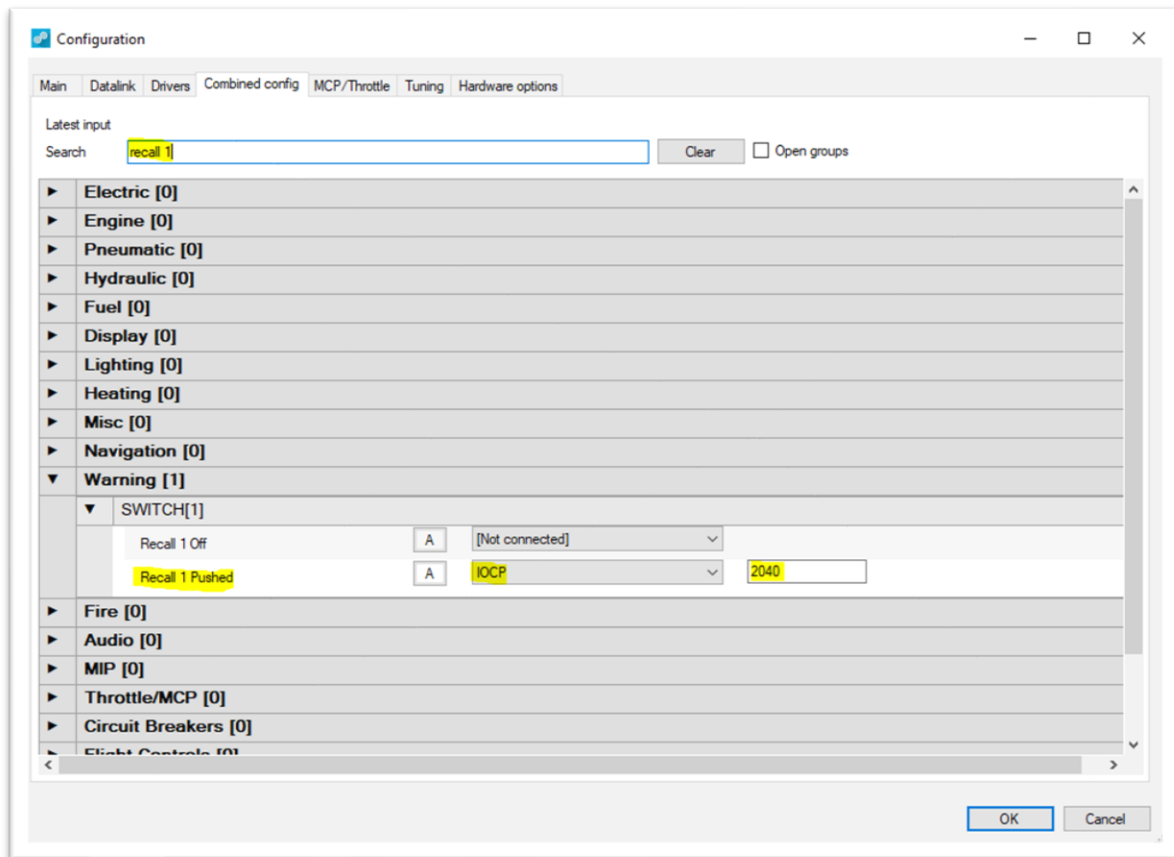 Configuration
Main Datalink Drivers Combined config MCP/Throttle Tuning Hardware options
Latest input
Search recall 1 Clear Open groups
Electric [0]
Engine [0]
Pneumatic [0]
Hydraulic [0]
Fuel [0]
Display [0]
Lighting [0]
Heating [0]
Misc [0]
Navigation [0]
Warning [1]
SWITCH[1]
Recall 1 Off A [Not connected]
Recall 1 Pushed A IOCP 2040
Fire [0]
Audio [0]
MIP [0]
Throttle/MCP [0]
Circuit Breakers [0]
Flight Controls [0]
OK Cancel